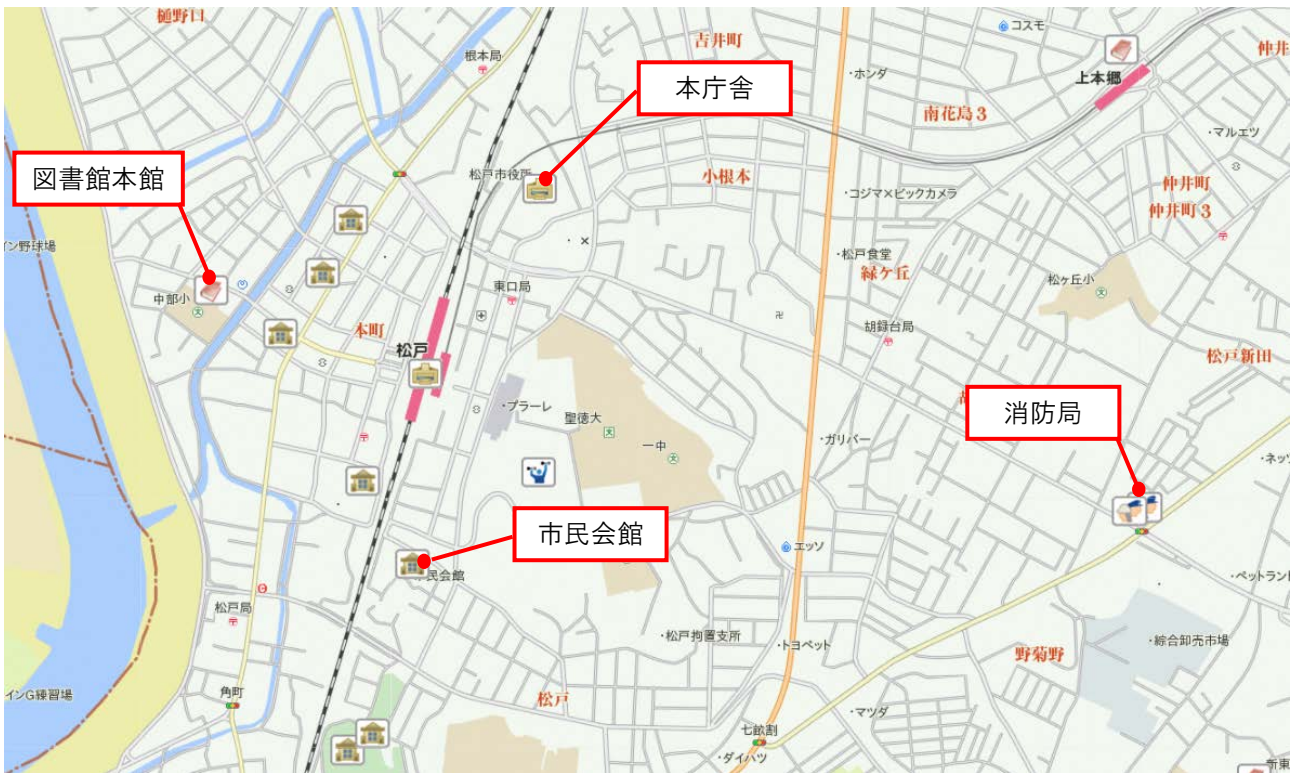 樋野口
吉井町
コスモ
仲井
根本局
本庁舎
ホンダ
上本郷
南花島3
マルエツ
図書館本館
松戸市役所
小根本
コジマ×ビックカメラ
仲井町
仲井町3
イン野球場
松戸食堂
緑ケ丘
松ケ丘小
中部小
東口局
本町
胡録台局
松戸
松戸新田
プラーレ
聖徳大
一中
ガリバー
消防局
ネッツ
市民会館
エッソ
市民会館
ペットランド
松戸局
松戸拘置支所
トヨペット
綜合卸売市場
野菊野
インG練習場
角町
松戸
マツダ
七畝割
ダイハツ
新東